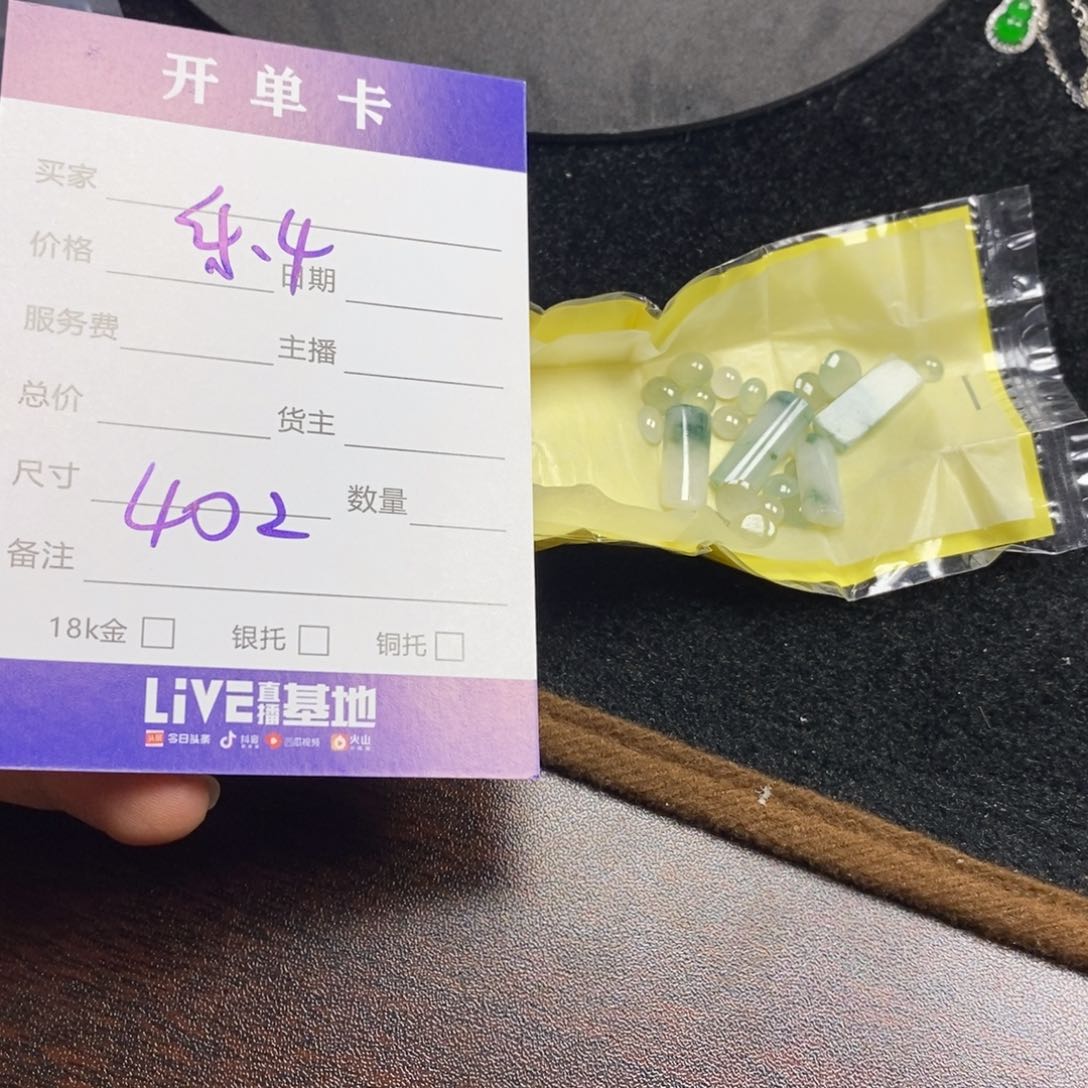 开单卡
买家
价格 日期
服务费 主播
总价 货主
尺寸 402 数量
备注
18k金 银托 铜托
LiVE直播基地
头条 今日头条 抖音 西瓜视频 火山